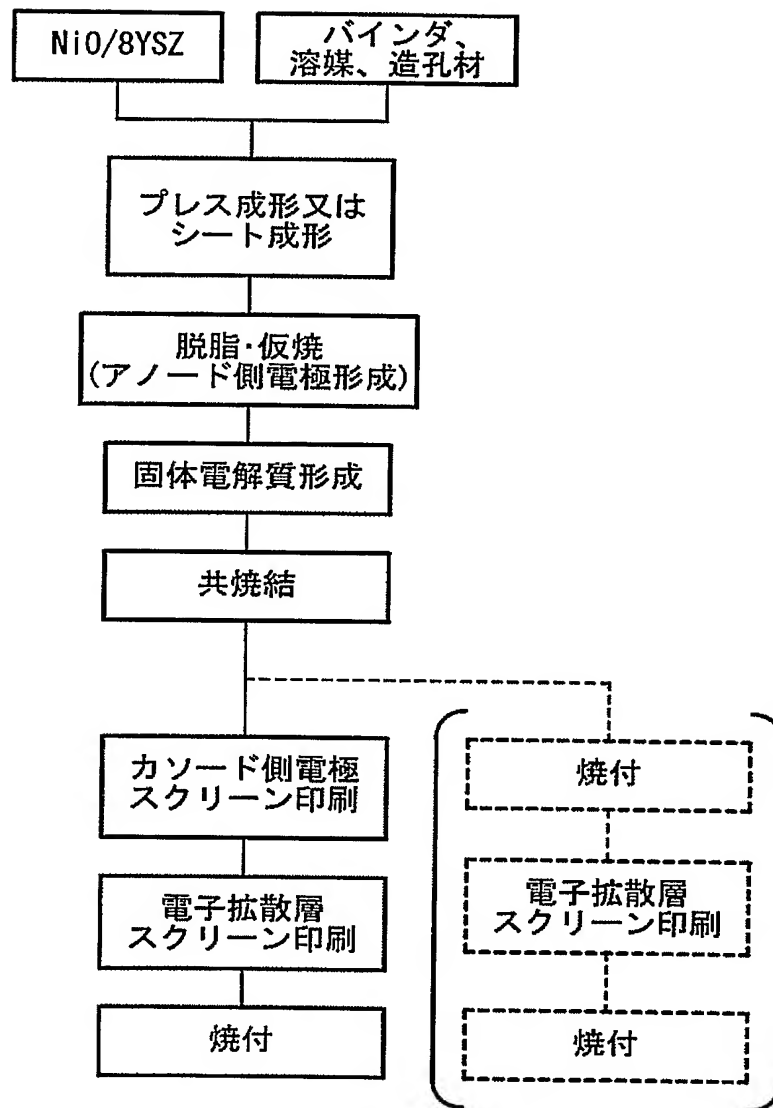 NiO/8YSZ
バインダ、
溶媒、造孔材
プレス成形又は
シート成形
脱脂・仮焼
(アノード側電極形成)
固体電解質形成
共焼結
カソード側電極
スクリーン印刷
電子拡散層
スクリーン印刷
焼付
焼付
電子拡散層
スクリーン印刷
焼付